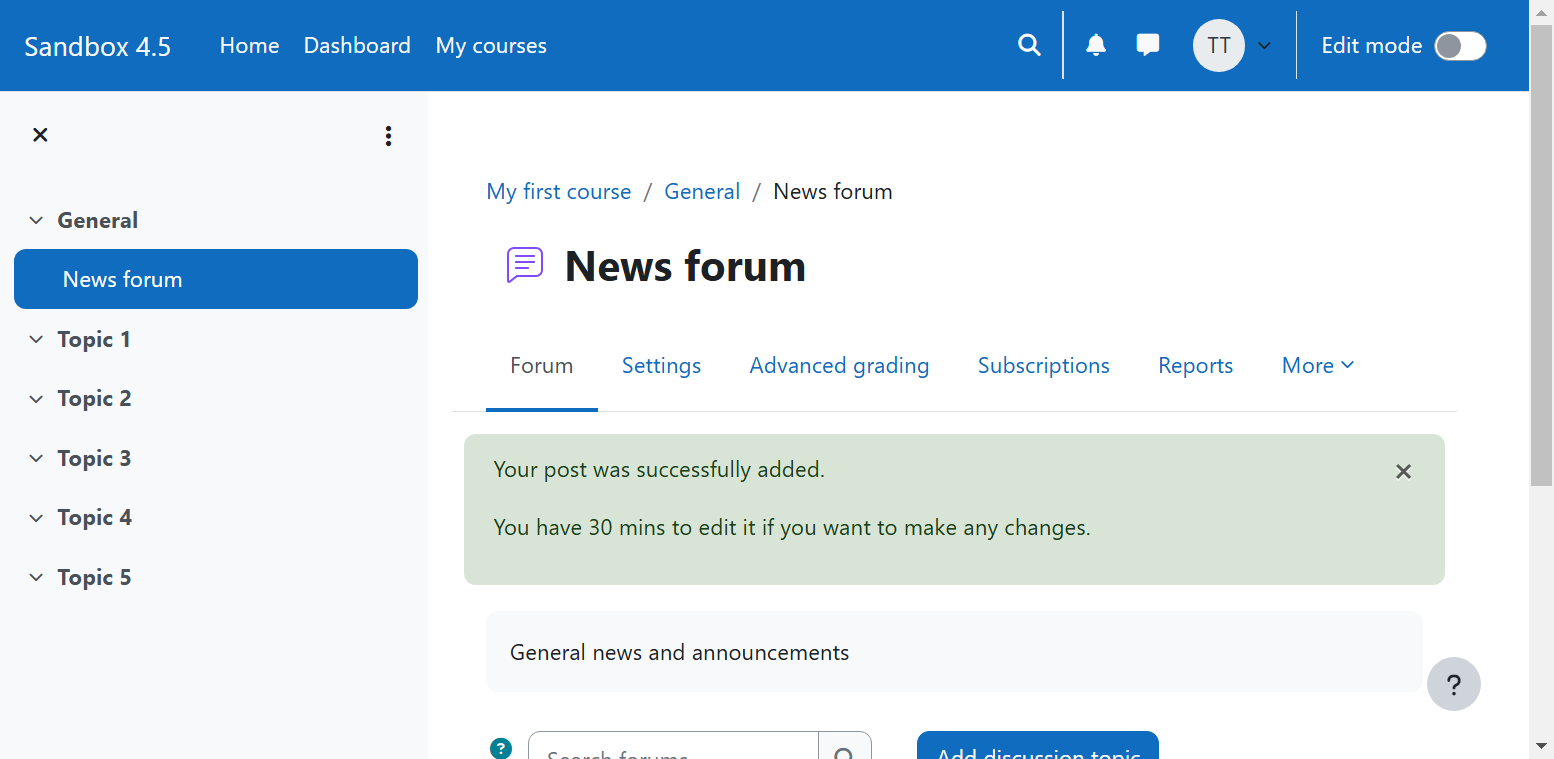 Sandbox 4.5 Home Dashboard My courses TT Edit mode
General
News forum
Topic 1
Topic 2
Topic 3
Topic 4
Topic 5
My first course / General / News forum
News forum
Forum Settings Advanced grading Subscriptions Reports More
Your post was successfully added.
You have 30 mins to edit it if you want to make any changes.
General news and announcements
?
? Search forums Add discussion topic